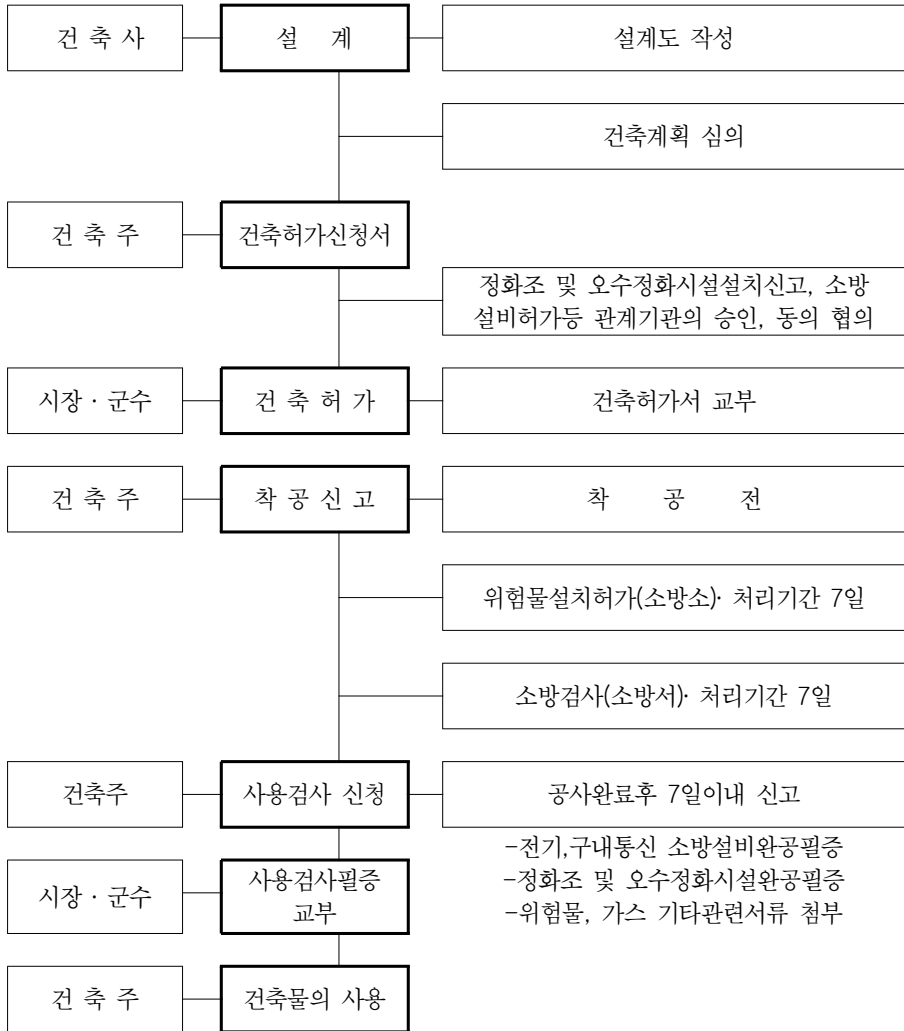 건 축 사
설 계
설계도 작성
건축계획 심의
건 축 주
건축허가신청서
정화조 및 오수정화시설설치신고, 소방
설비허가등 관계기관의 승인, 동의 협의
시장 · 군수
건 축 허 가
건축허가서 교부
건 축 주
착 공 신 고
착 공 전
위험물설치허가(소방소)· 처리기간 7일
소방검사(소방서)· 처리기간 7일
건축주
사용검사 신청
공사완료후 7일이내 신고
-전기,구내통신 소방설비완공필증
-정화조 및 오수정화시설완공필증
-위험물, 가스 기타관련서류 첨부
시장 · 군수
사용검사필증
교부
건 축 주
건축물의 사용